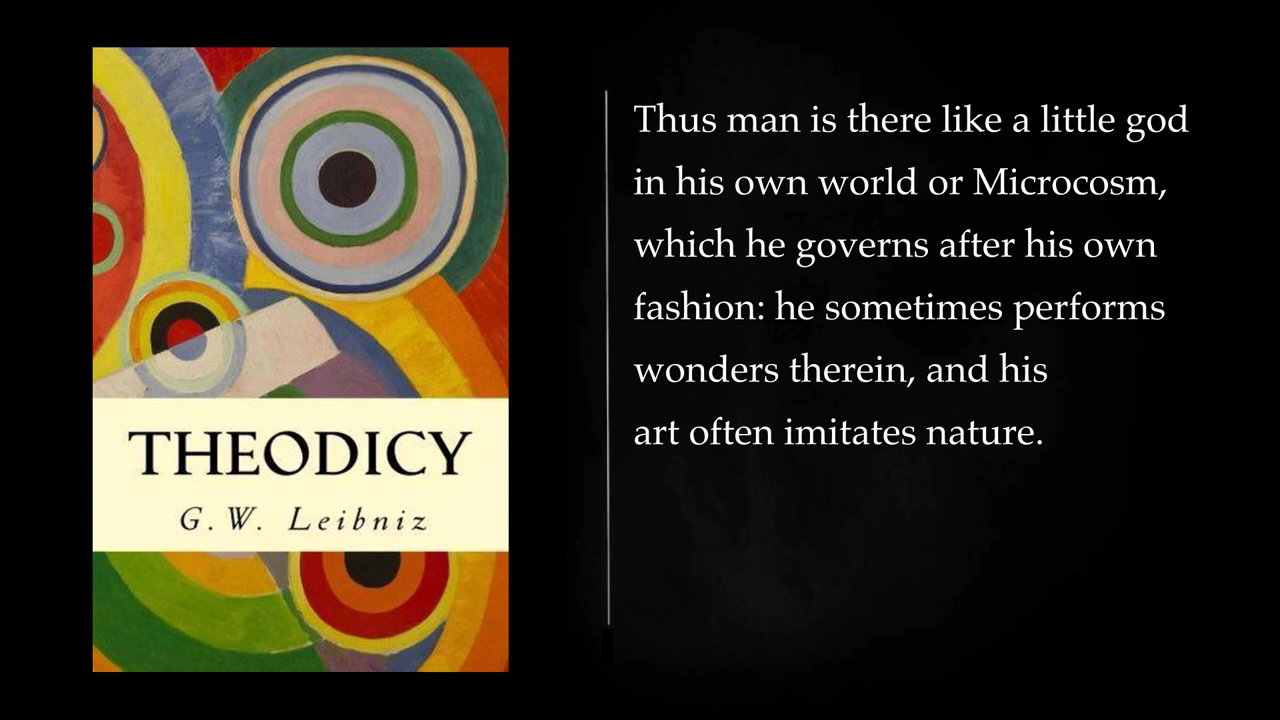 THEODICY
G. W. Leibniz
Thus man is there like a little god
in his own world or Microcosm,
which he governs after his own
fashion: he sometimes performs
wonders therein, and his
art often imitates nature.